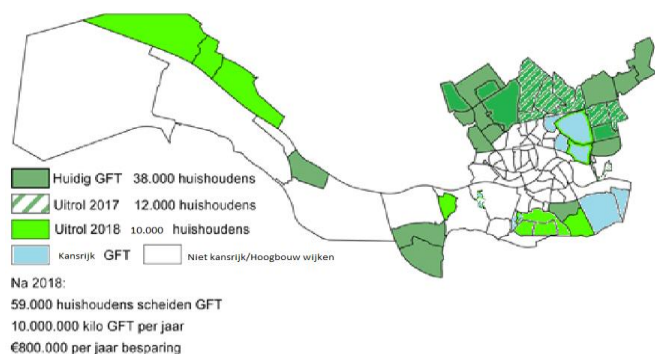 Huidig GFT 38.000 huishoudens
Uitrol 2017 12.000 huishoudens
Uitrol 2018 10.000 huishoudens
Kansrijk GFT Niet kansrijk/Hoogbouw wijken
Na 2018:
59.000 huishoudens scheiden GFT
10.000.000 kilo GFT per jaar
€800.000 per jaar besparing